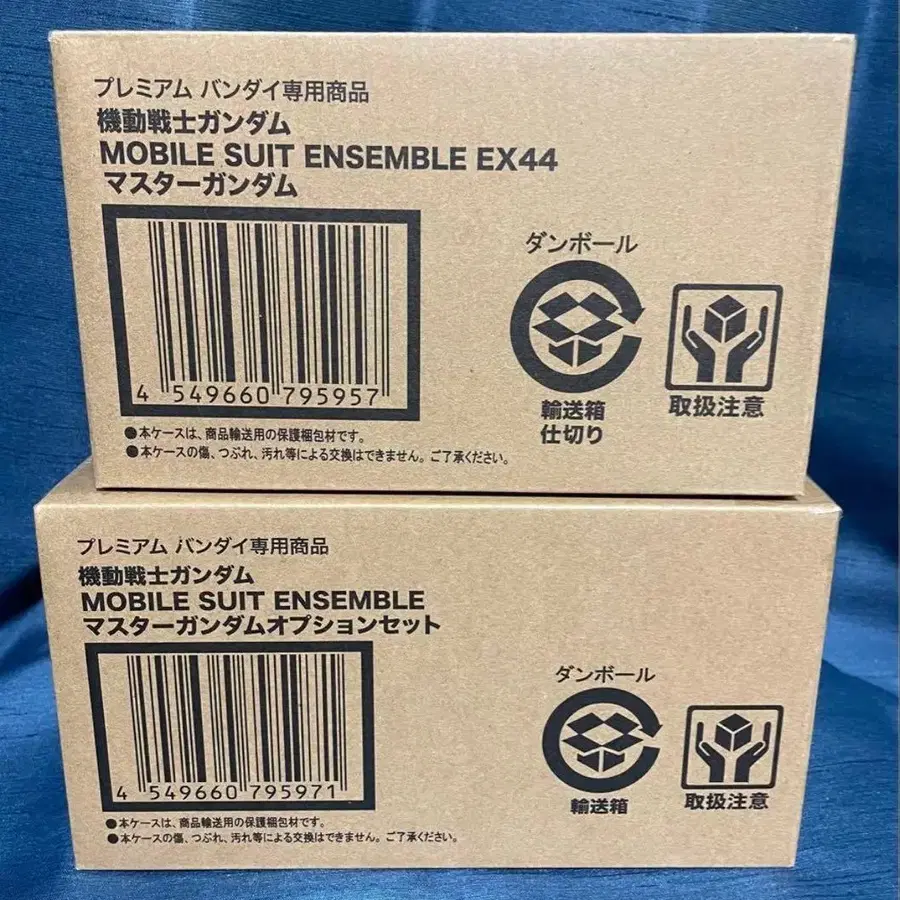 プレミアム バンダイ専用商品
機動戦士ガンダム
MOBILE SUIT ENSEMBLE EX44
マスターガンダム
4 549660 795957
ダンボール
輸送箱
仕切り
取扱注意
●本ケースは、商品輸送用の保護梱包材です。
●本ケースの傷、つぶれ、汚れ等による交換はできません。ご了承ください。
プレミアム バンダイ専用商品
機動戦士ガンダム
MOBILE SUIT ENSEMBLE
マスターガンダムオプションセット
4 549660 795971
ダンボール
輸送箱
取扱注意
●本ケースは、商品輸送用の保護梱包材です。
●本ケースの傷、つぶれ、汚れ等による交換はできません。ご了承ください。